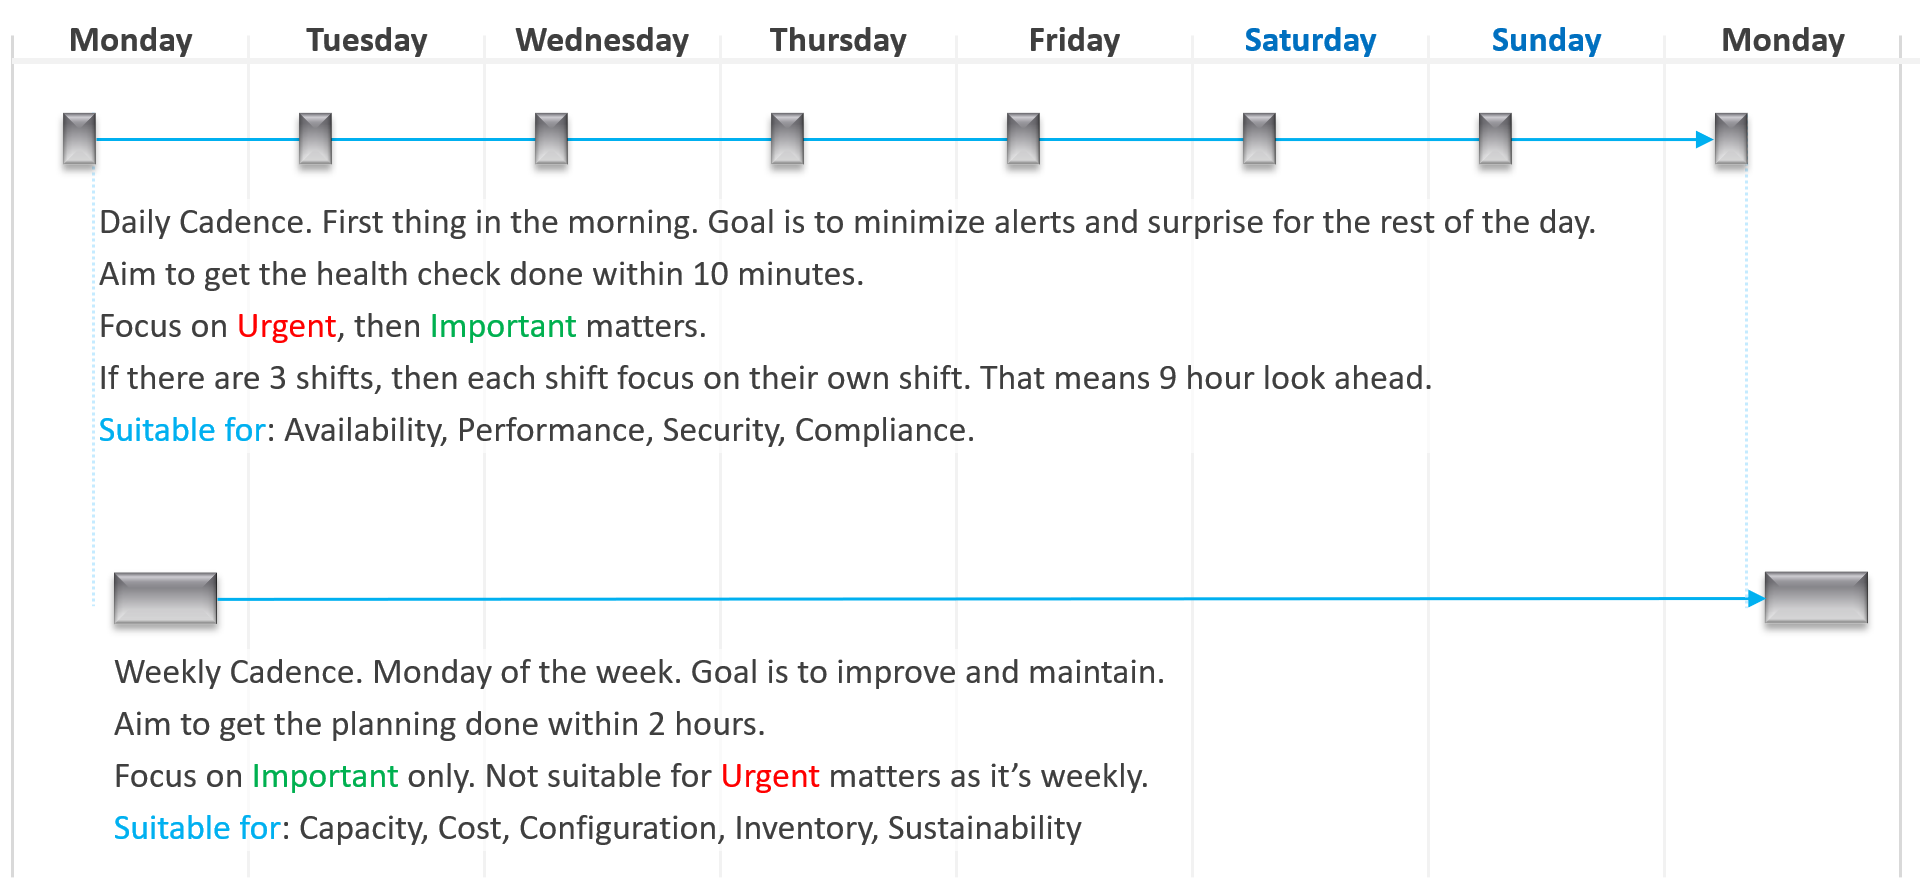 Monday Tuesday Wednesday Thursday Friday Saturday Sunday Monday
Daily Cadence. First thing in the morning. Goal is to minimize alerts and surprise for the rest of the day.
Aim to get the health check done within 10 minutes.
Focus on Urgent, then Important matters.
If there are 3 shifts, then each shift focus on their own shift. That means 9 hour look ahead.
Suitable for: Availability, Performance, Security, Compliance.
Weekly Cadence. Monday of the week. Goal is to improve and maintain.
Aim to get the planning done within 2 hours.
Focus on Important only. Not suitable for Urgent matters as it’s weekly.
Suitable for: Capacity, Cost, Configuration, Inventory, Sustainability